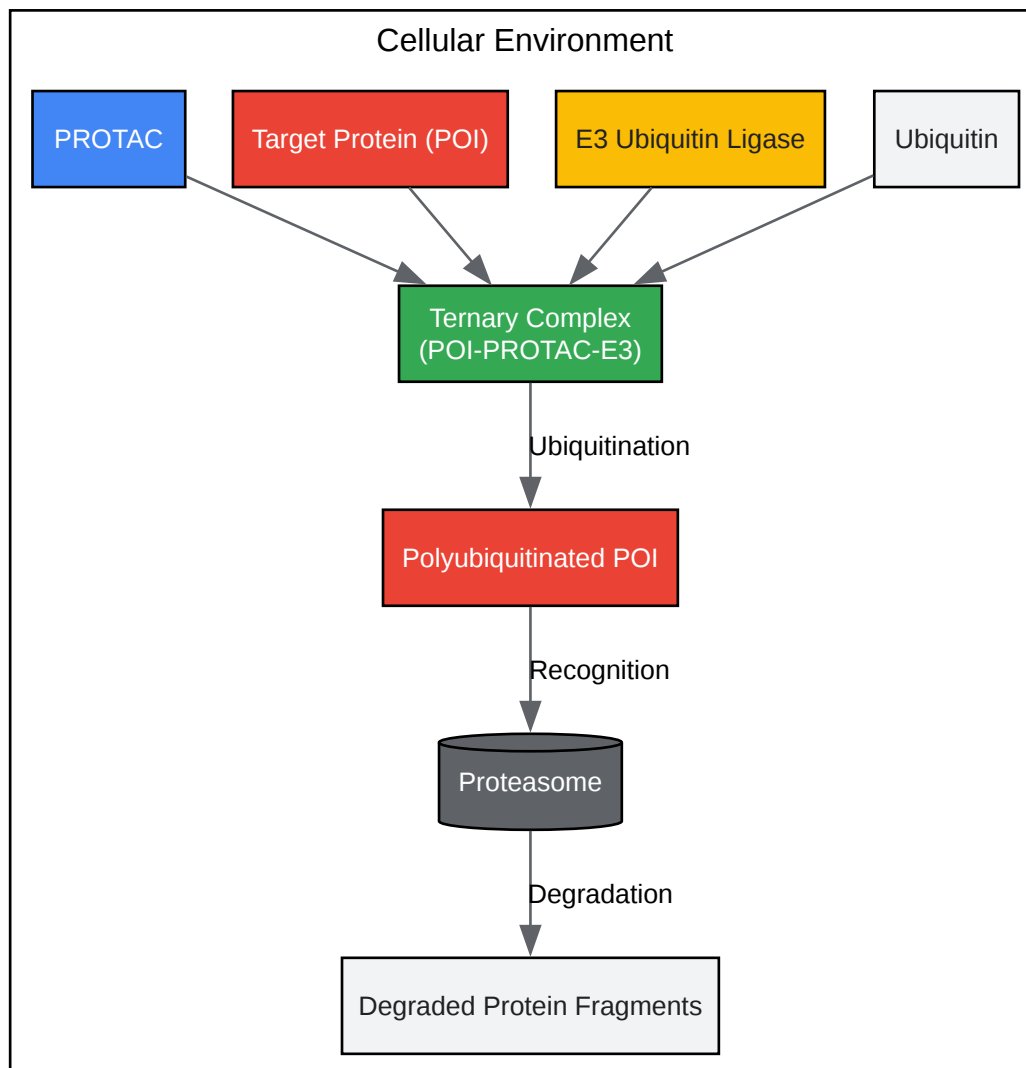 Cellular Environment
PROTAC
Target Protein (POI)
E3 Ubiquitin Ligase
Ubiquitin
Ternary Complex
(POI-PROTAC-E3)
Ubiquitination
Polyubiquitinated POI
Recognition
Proteasome
Degradation
Degraded Protein Fragments